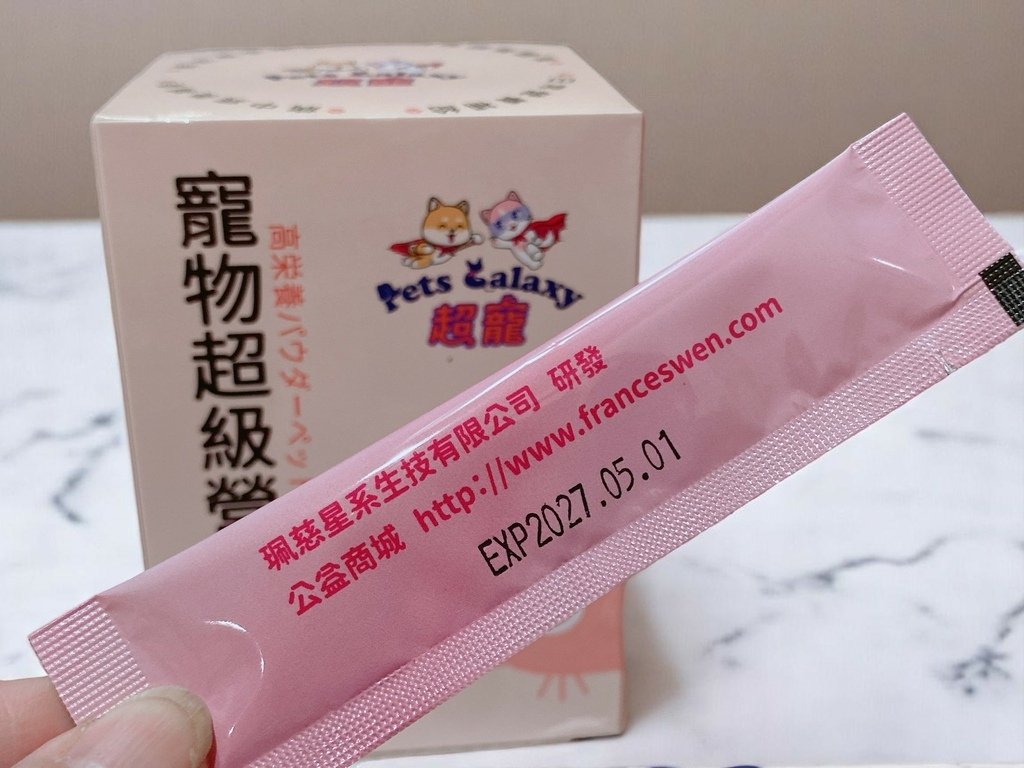 寵物超級營
高栄養パウダーペット
Pets Galaxy
超寵
珮慈星系生技有限公司 研發
公益商城 http://www.franceswen.com
EXP2027.05.01